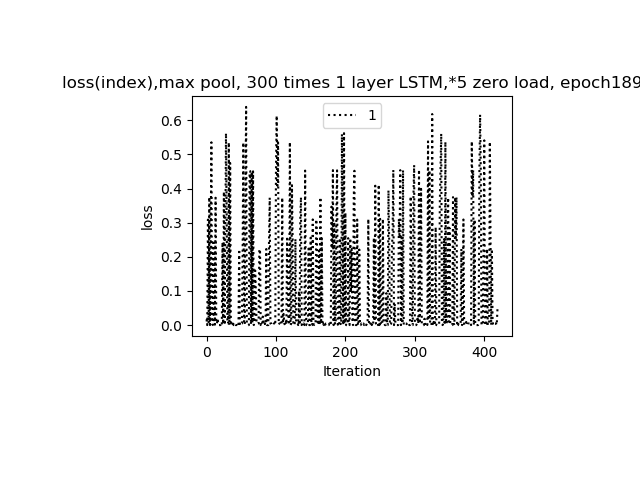 loss(index),max pool, 300 times 1 layer LSTM,*5 zero load, epoch189
1
0.6
0.5
0.4
0.3
0.2
0.1
0.0
loss
0 100 200 300 400
Iteration